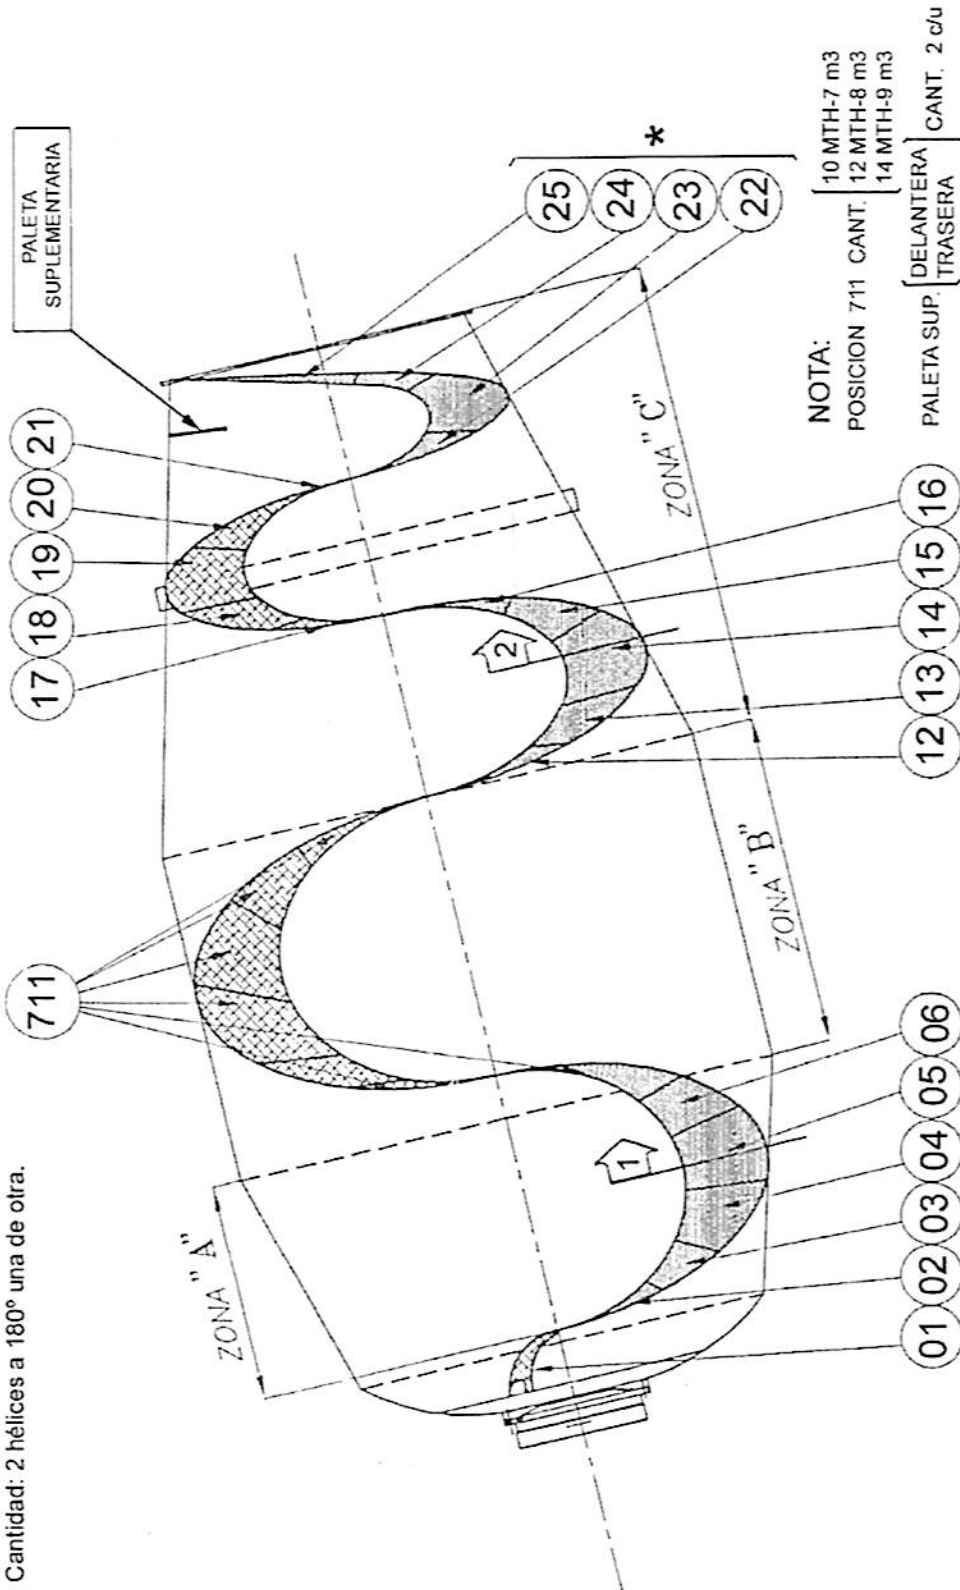 Cantidad: 2 hélices a 180º una de otra.
711
17
18
19
20
21
PALETA
SUPLEMENTARIA
ZONA "A"
1
2
ZONA "B"
ZONA "C"
01
02
03
04
05
06
12
13
14
15
16
25
24
23
22
*
NOTA:
POSICION 711 CANT.
10 MTH-7 m3
12 MTH-8 m3
14 MTH-9 m3
PALETA SUP.
DELANTERA
TRASERA
CANT. 2 c/u